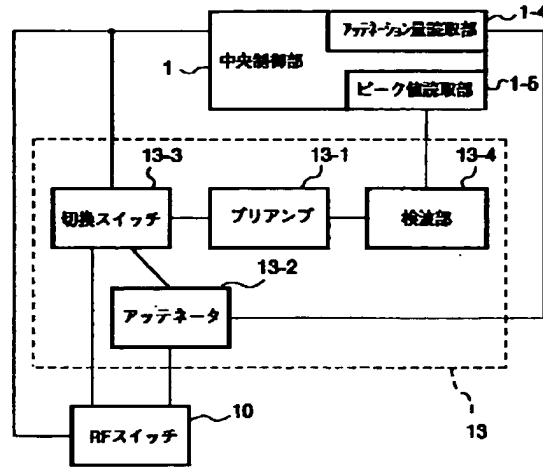 1-4
アッテネーション量読取部
中央制御部
1
ピーク値読取部
1-5
13-3
13-1
13-4
切換スイッチ
プリアンプ
検波部
13-2
アッテネータ
10
RFスイッチ
13